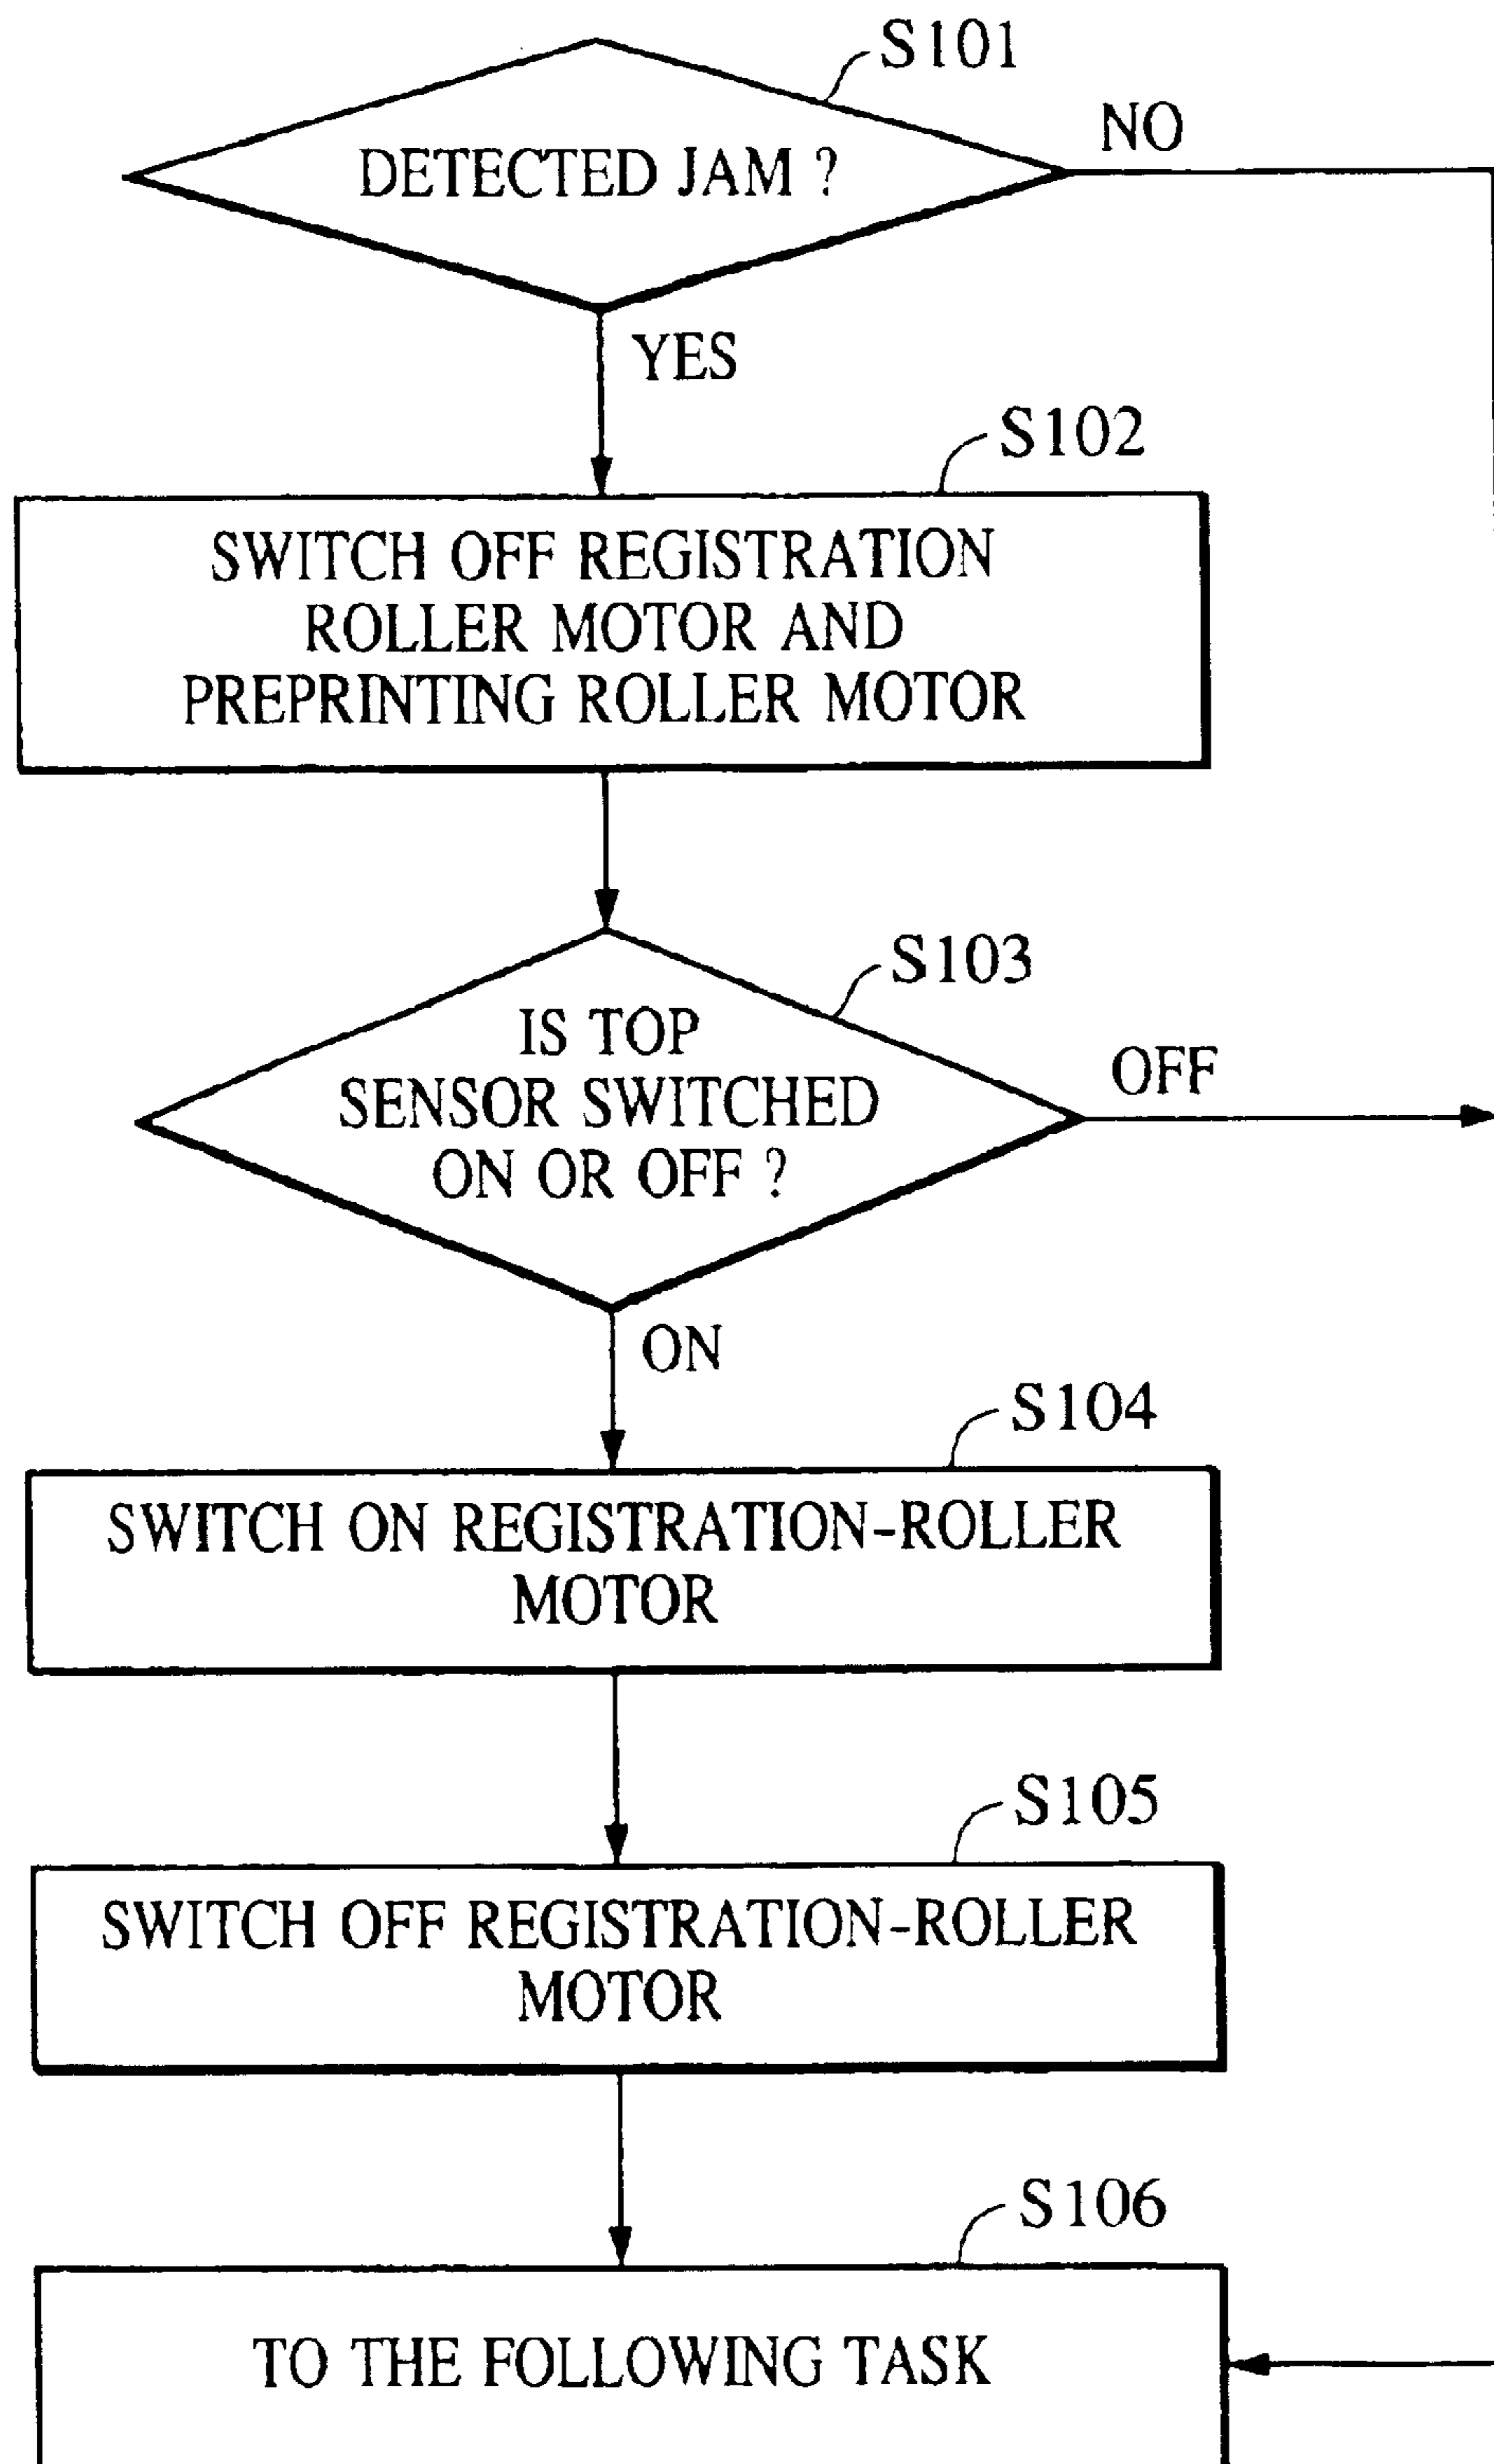 S101
DETECTED JAM ?
NO
YES
S102
SWITCH OFF REGISTRATION
ROLLER MOTOR AND
PREPRINTING ROLLER MOTOR
S103
IS TOP
SENSOR SWITCHED
ON OR OFF ?
OFF
ON
S104
SWITCH ON REGISTRATION-ROLLER
MOTOR
S105
SWITCH OFF REGISTRATION-ROLLER
MOTOR
S106
TO THE FOLLOWING TASK